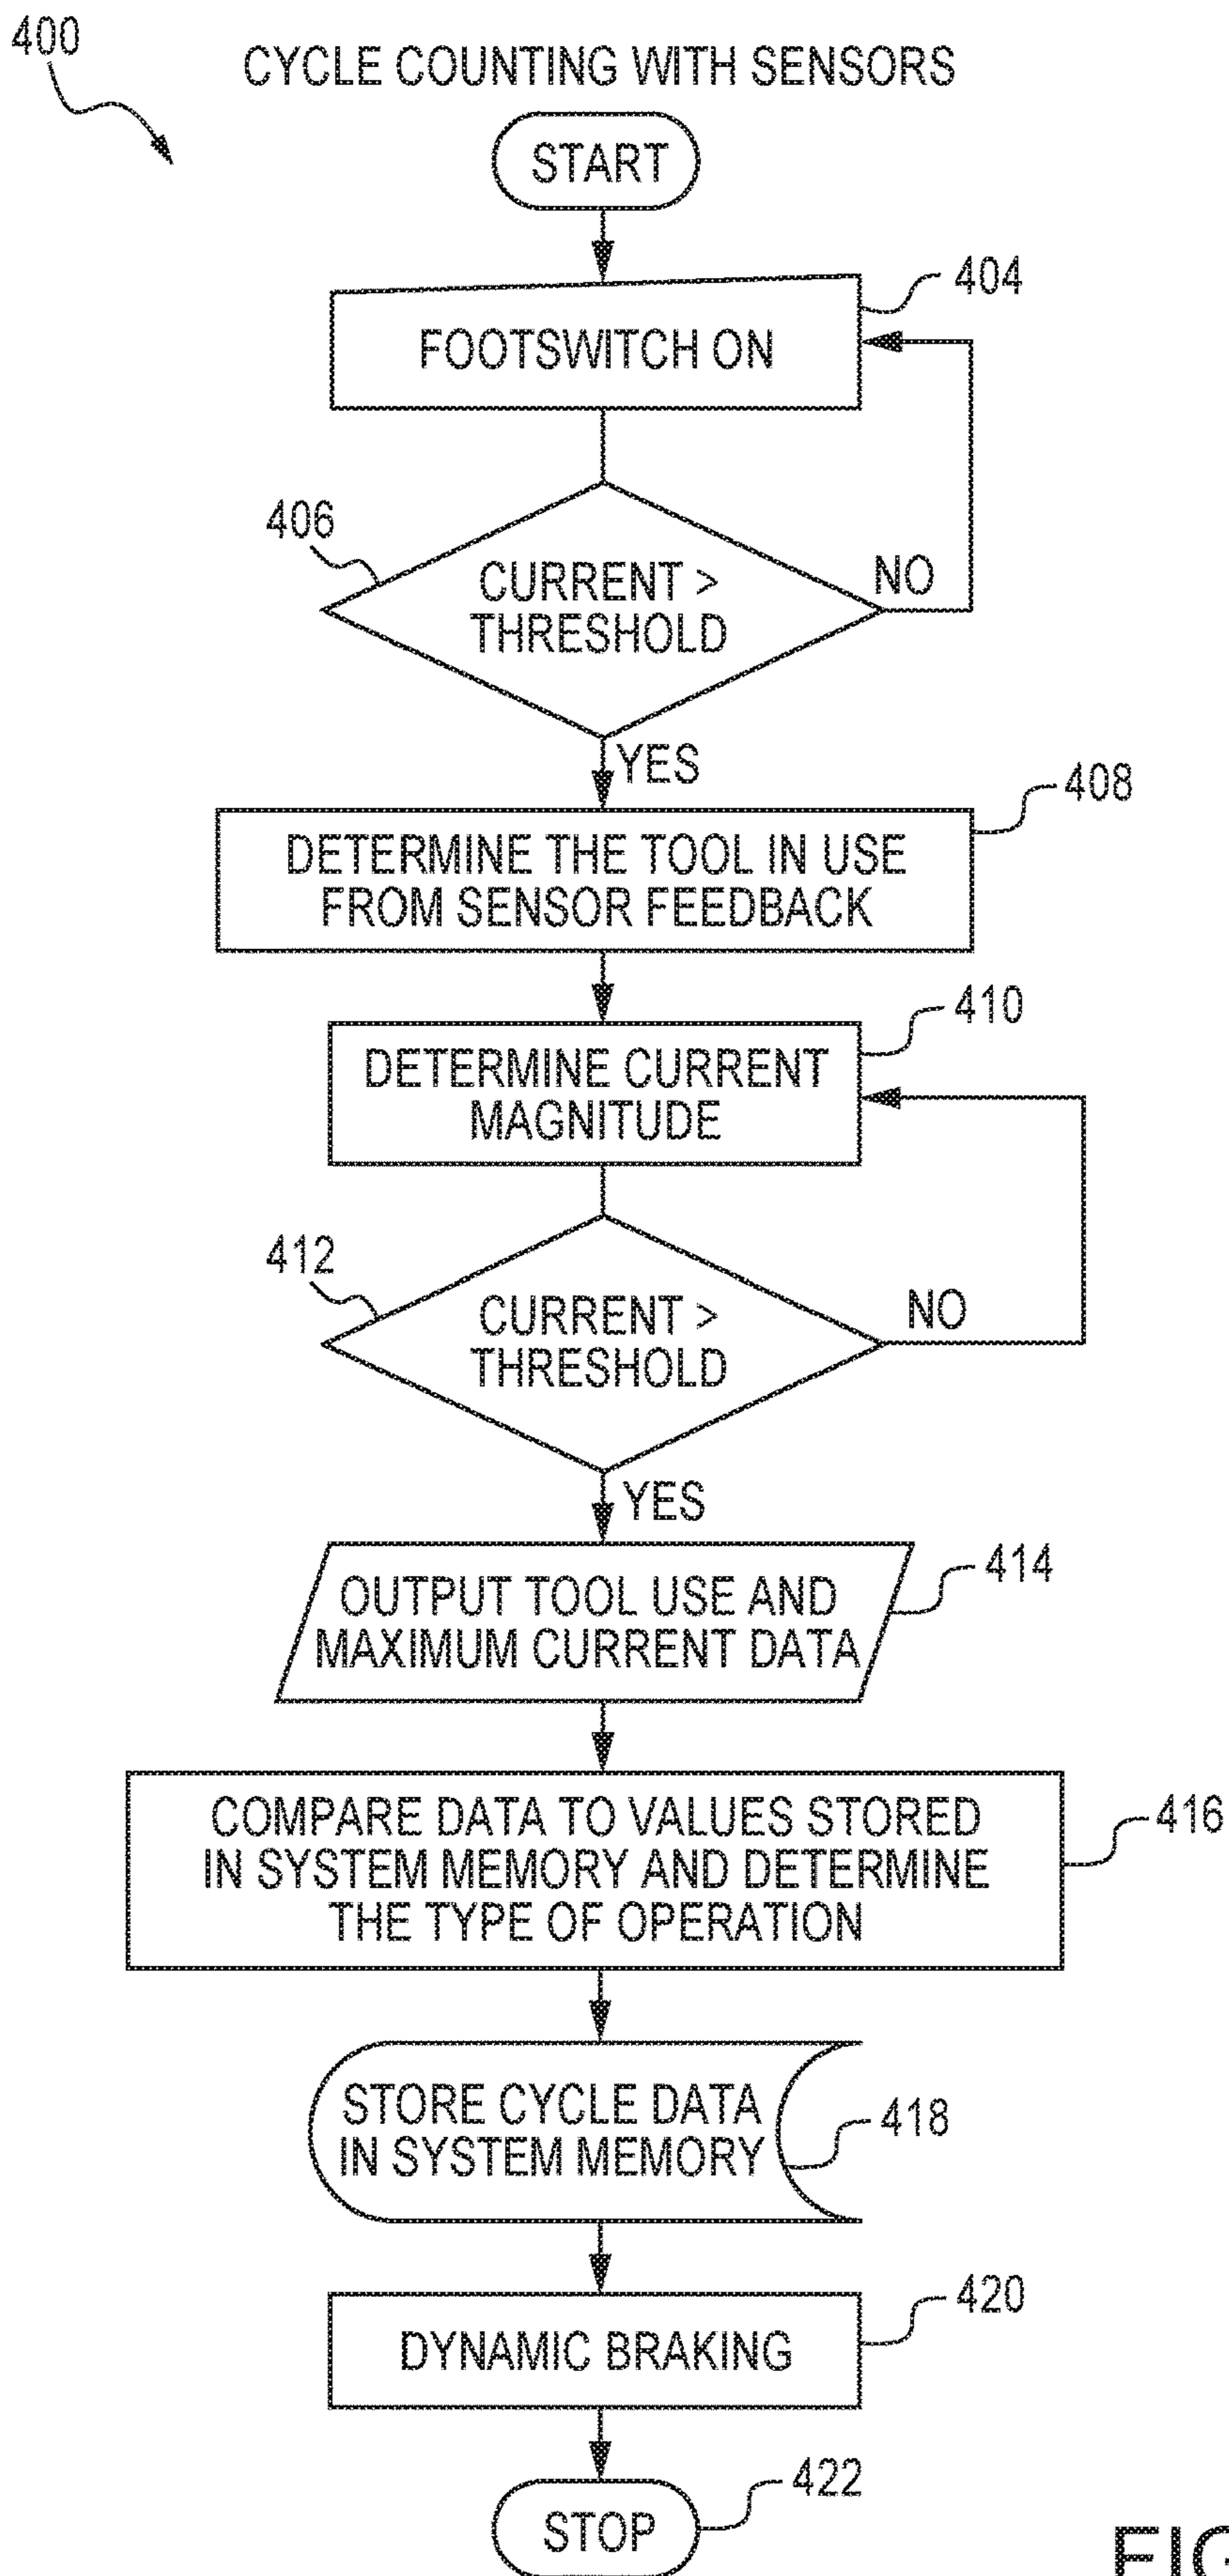 400
CYCLE COUNTING WITH SENSORS
START
404
FOOTSWITCH ON
406
CURRENT >
THRESHOLD
NO
YES
408
DETERMINE THE TOOL IN USE
FROM SENSOR FEEDBACK
410
DETERMINE CURRENT
MAGNITUDE
412
CURRENT >
THRESHOLD
NO
YES
414
OUTPUT TOOL USE AND
MAXIMUM CURRENT DATA
416
COMPARE DATA TO VALUES STORED
IN SYSTEM MEMORY AND DETERMINE
THE TYPE OF OPERATION
418
STORE CYCLE DATA
IN SYSTEM MEMORY
420
DYNAMIC BRAKING
422
STOP